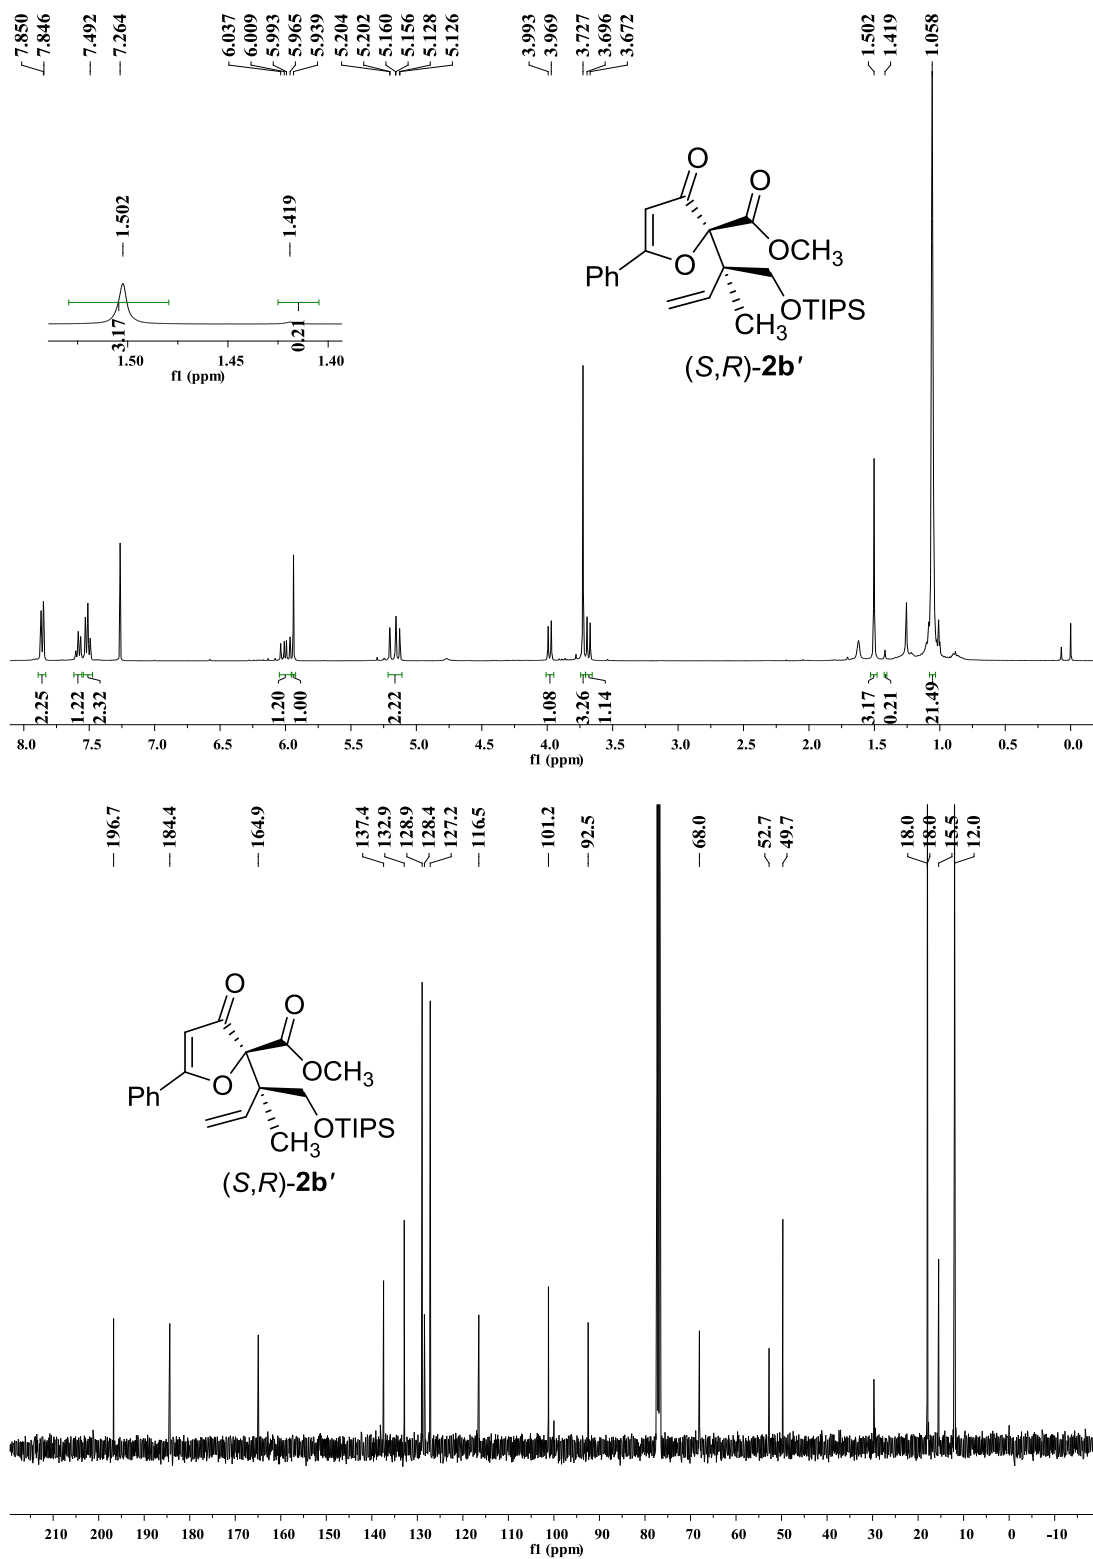 7.850
7.846
7.492
7.264
6.037
6.009
5.993
5.965
5.939
5.204
5.202
5.160
5.156
5.128
5.126
3.993
3.969
3.727
3.696
3.672
1.502
1.419
1.058
1.502
1.419
3.17
0.21
1.50
1.45
1.40
f1 (ppm)
O
O
OCH3
O
Ph
OTIPS
CH3
(S,R)-2b′
2.25
1.22
2.32
1.20
1.00
2.22
1.08
3.26
1.14
3.17
0.21
21.49
8.0 7.5 7.0 6.5 6.0 5.5 5.0 4.5 4.0 3.5 3.0 2.5 2.0 1.5 1.0 0.5 0.0
f1 (ppm)
196.7
184.4
164.9
137.4
132.9
128.9
128.4
127.2
116.5
101.2
92.5
68.0
52.7
49.7
18.0
18.0
15.5
12.0
O
O
OCH3
O
Ph
OTIPS
CH3
(S,R)-2b′
210 200 190 180 170 160 150 140 130 120 110 100 90 80 70 60 50 40 30 20 10 0 -10
f1 (ppm)